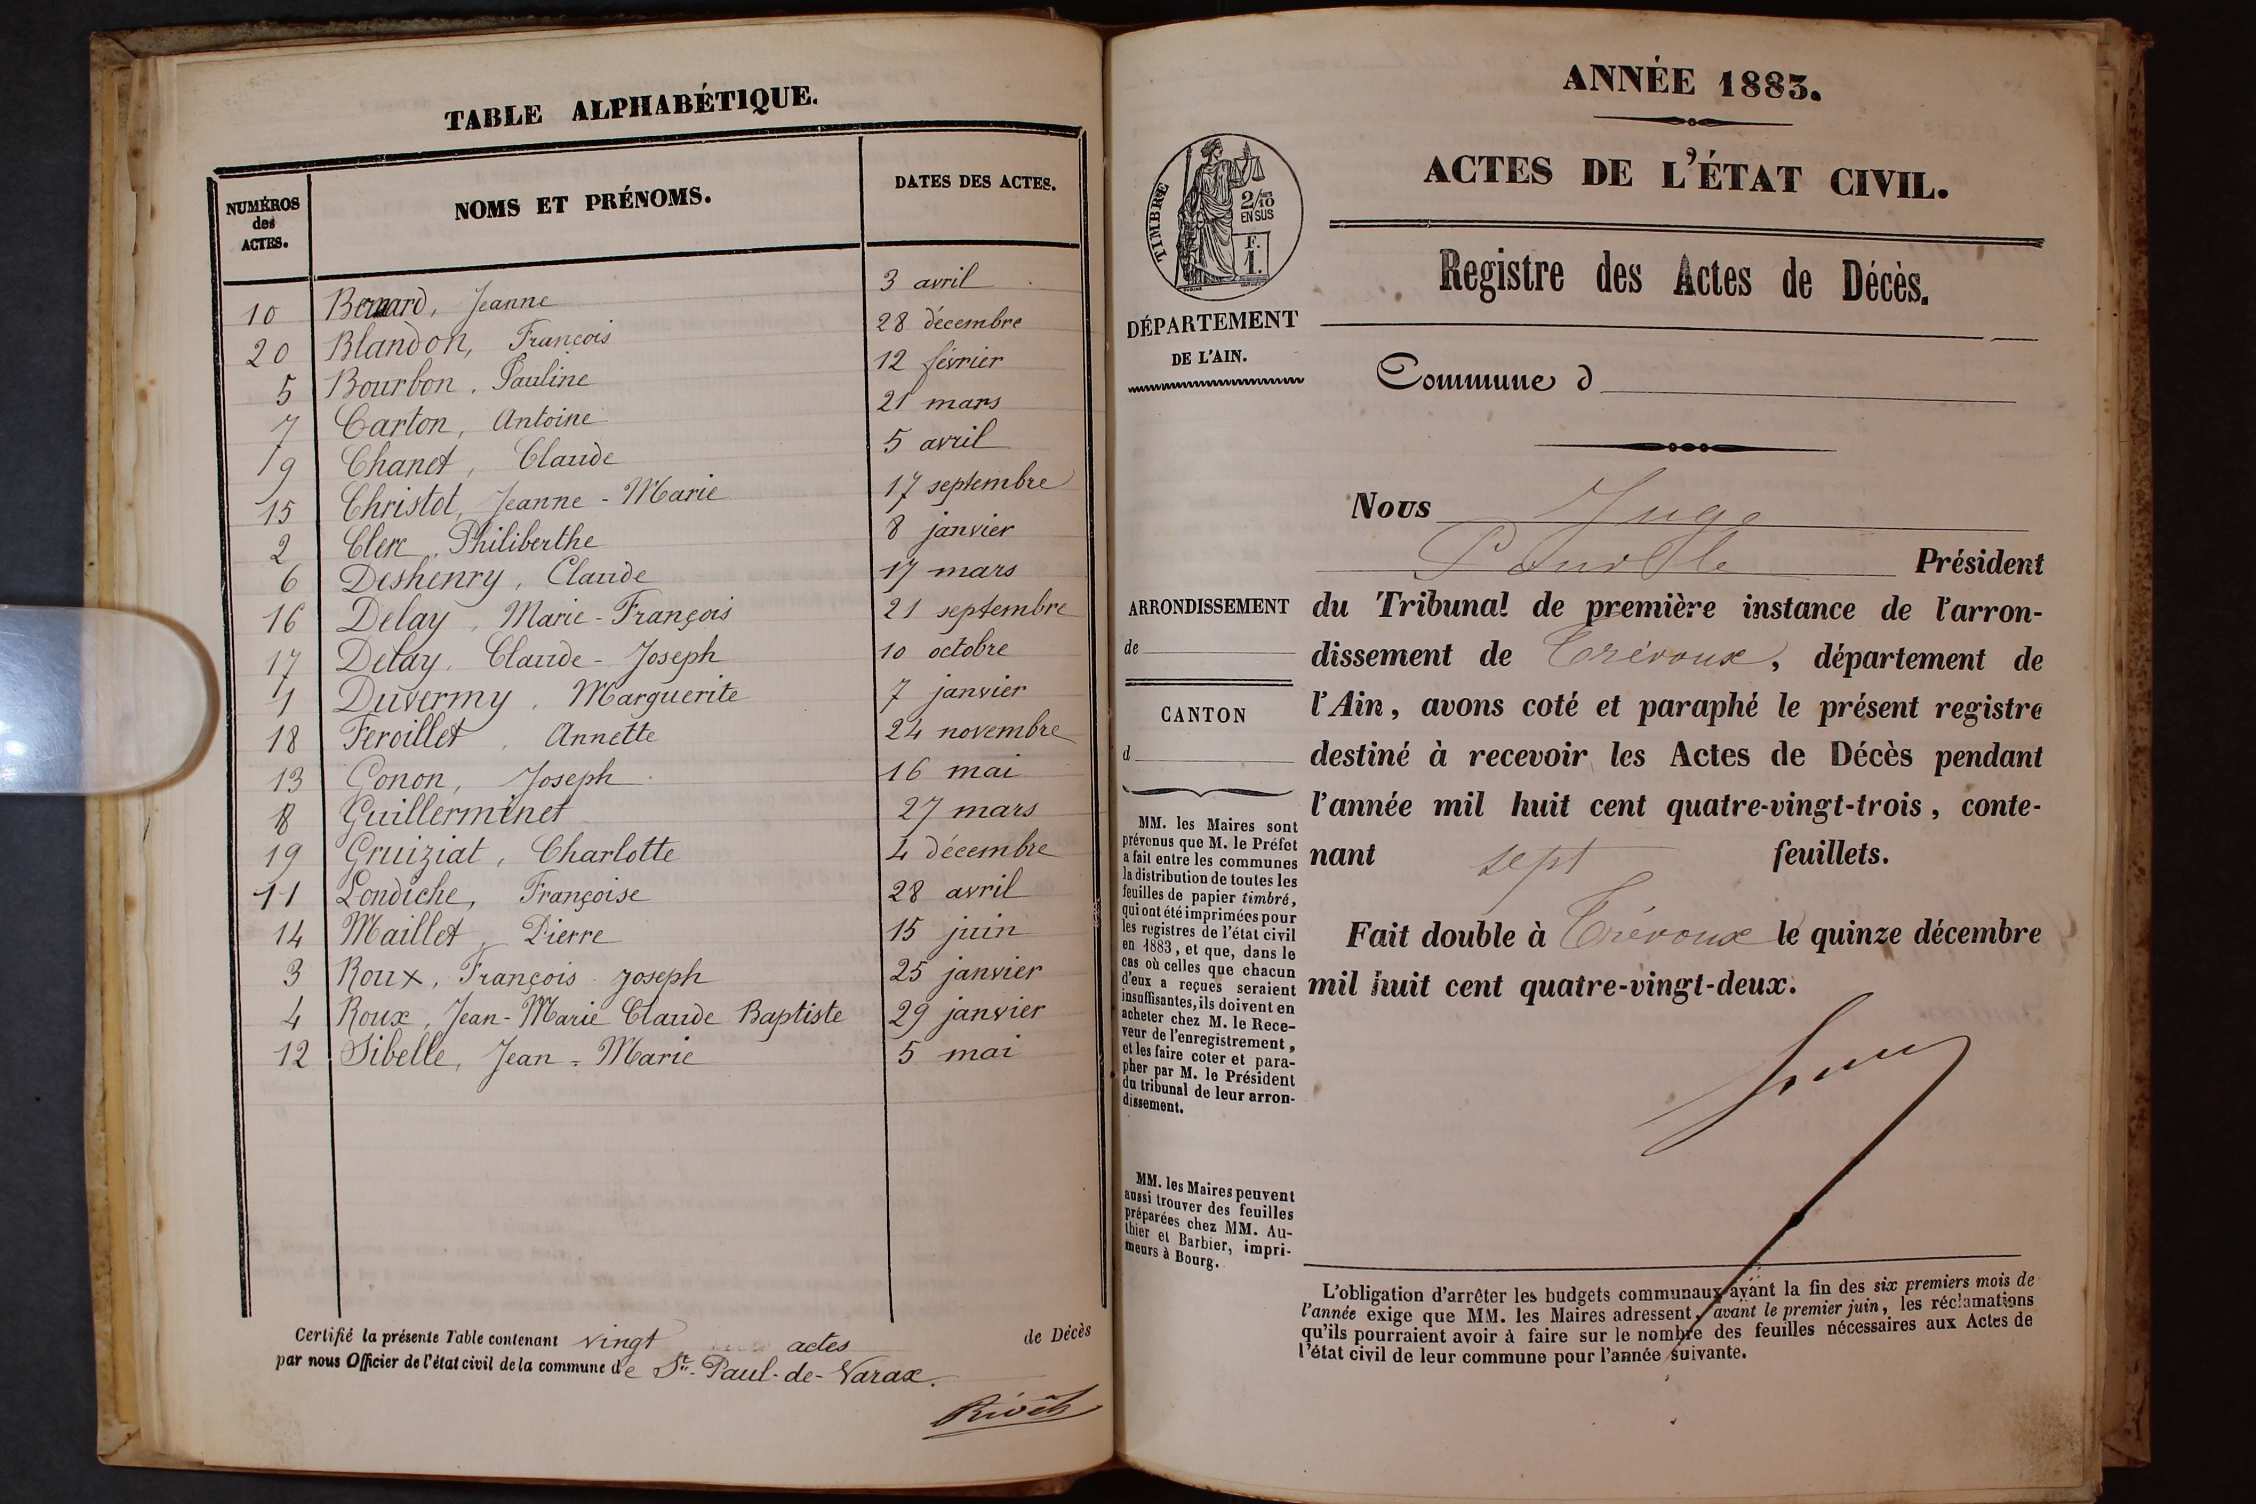 TABLE ALPHABÉTIQUE.
NUMÉROS des ACTES. NOMS ET PRÉNOMS. DATES DES ACTES.
10 Bernard, Jeanne 3 avril
20 Blandon, François 28 décembre
5 Bourbon, Pauline 12 février
7 Carton, Antoine 21 mars
9 Chanet, Claude 5 avril
15 Christot, Jeanne-Marie 17 septembre
2 Clerc, Philiberthe 8 janvier
6 Deshenry, Claude 17 mars
16 Delay, Marie-François 21 septembre
17 Delay, Claude-Joseph 10 octobre
1 Duvermy, Marguerite 7 janvier
18 Feroillet, Annette 24 novembre
13 Gonon, Joseph 16 mai
8 Guillerminet 27 mars
19 Gruiziat, Charlotte 4 décembre
11 Londiche, Françoise 28 avril
14 Maillet, Pierre 15 juin
3 Roux, François Joseph 25 janvier
4 Roux, Jean-Marie Claude Baptiste 29 janvier
12 Sibelle, Jean-Marie 5 mai
Certifié la présente Table contenant vingt actes de Décès
par nous Officier de l'état civil de la commune de St-Paul-de-Varax.
ANNÉE 1883.
ACTES DE L'ÉTAT CIVIL.
Registre des Actes de Décès.
TIMBRE
2/10
EN SUS
F.
1.
DÉPARTEMENT
DE L'AIN.
Commune d
Nous Juge
Président
ARRONDISSEMENT
de
CANTON
d
du Tribunal de première instance de l'arron-
dissement de Trévoux, département de
l'Ain, avons coté et paraphé le présent registre
destiné à recevoir les Actes de Décès pendant
l'année mil huit cent quatre-vingt-trois, conte-
nant sept feuillets.
Fait double à Trévoux le quinze décembre
mil huit cent quatre-vingt-deux.
MM. les Maires sont
prévenus que M. le Préfet
a fait entre les communes
la distribution de toutes les
feuilles de papier timbré,
qui ont été imprimées pour
les registres de l'état civil
en 1883, et que, dans le
cas où celles que chacun
d'eux a reçues seraient
insuffisantes, ils doivent en
acheter chez M. le Rece-
veur de l'enregistrement,
et les faire coter et para-
pher par M. le Président
du tribunal de leur arron-
dissement.
MM. les Maires peuvent
aussi trouver des feuilles
préparées chez MM. Au-
thier et Barbier, impri-
meurs à Bourg.
L'obligation d'arrêter les budgets communaux avant la fin des six premiers mois de
l'année exige que MM. les Maires adressent, avant le premier juin, les réclamations
qu'ils pourraient avoir à faire sur le nombre des feuilles nécessaires aux Actes de
l'état civil de leur commune pour l'année suivante.